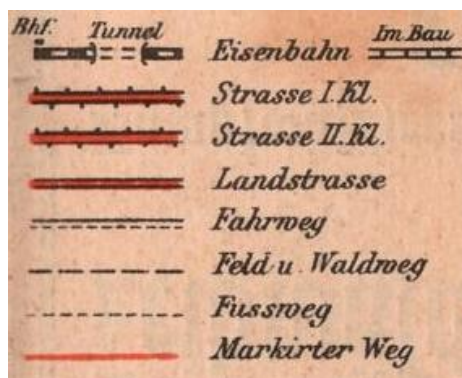 Bhf. Tunnel
Eisenbahn Im Bau
Strasse I. Kl.
Strasse II. Kl.
Landstrasse
Fahrweg
Feld u. Waldweg
Fussweg
Markirter Weg